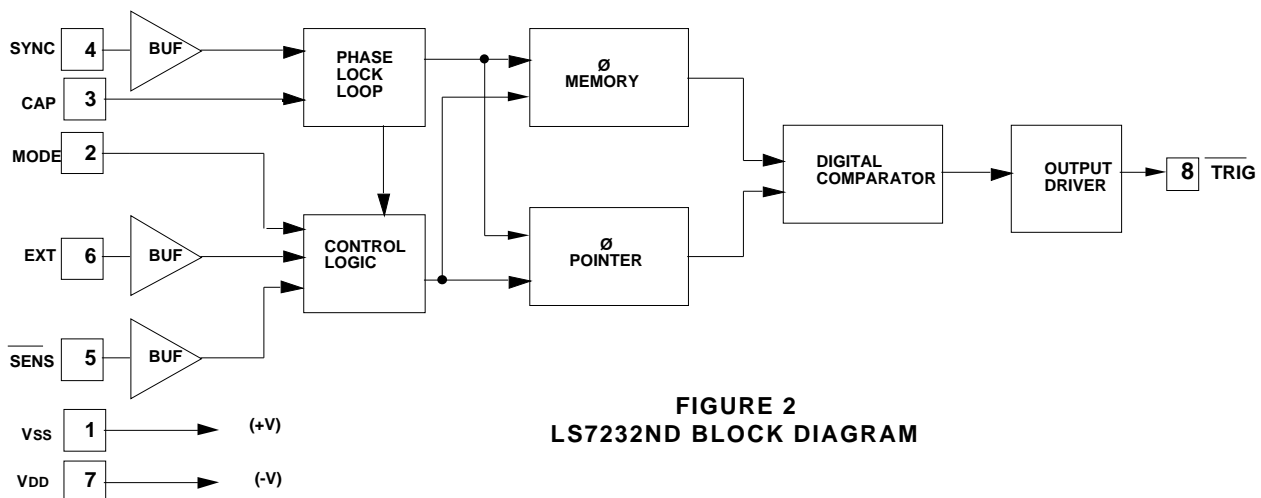 SYNC 4 BUF
CAP 3
MODE 2
EXT 6 BUF
SENS 5 BUF
VSS 1 (+V)
VDD 7 (-V)
PHASE
LOCK
LOOP
CONTROL
LOGIC
Ø
MEMORY
Ø
POINTER
DIGITAL
COMPARATOR
OUTPUT
DRIVER
8 TRIG
FIGURE 2
LS7232ND BLOCK DIAGRAM